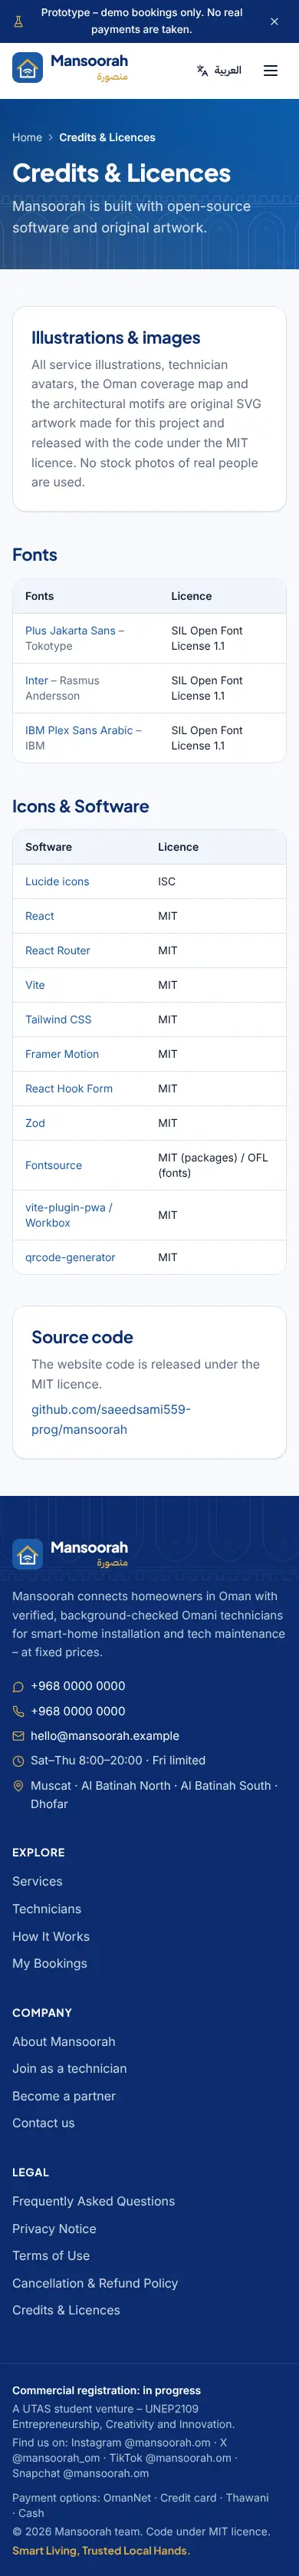 Prototype – demo bookings only. No real
payments are taken.
Mansoorah
منصورة
العربية
Home > Credits & Licences
Credits & Licences
Mansoorah is built with open-source
software and original artwork.
Illustrations & images
All service illustrations, technician
avatars, the Oman coverage map and
the architectural motifs are original SVG
artwork made for this project and
released with the code under the MIT
licence. No stock photos of real people
are used.
Fonts
Fonts Licence
Plus Jakarta Sans – SIL Open Font
Tokotype License 1.1
Inter – Rasmus SIL Open Font
Andersson License 1.1
IBM Plex Sans Arabic – SIL Open Font
IBM License 1.1
Icons & Software
Software Licence
Lucide icons ISC
React MIT
React Router MIT
Vite MIT
Tailwind CSS MIT
Framer Motion MIT
React Hook Form MIT
Zod MIT
Fontsource MIT (packages) / OFL
(fonts)
vite-plugin-pwa / MIT
Workbox
qrcode-generator MIT
Source code
The website code is released under the
MIT licence.
github.com/saeedsami559-
prog/mansoorah
Mansoorah
منصورة
Mansoorah connects homeowners in Oman with
verified, background-checked Omani technicians
for smart-home installation and tech maintenance
– at fixed prices.
+968 0000 0000
+968 0000 0000
hello@mansoorah.example
Sat–Thu 8:00–20:00 · Fri limited
Muscat · Al Batinah North · Al Batinah South ·
Dhofar
EXPLORE
Services
Technicians
How It Works
My Bookings
COMPANY
About Mansoorah
Join as a technician
Become a partner
Contact us
LEGAL
Frequently Asked Questions
Privacy Notice
Terms of Use
Cancellation & Refund Policy
Credits & Licences
Commercial registration: in progress
A UTAS student venture – UNEP2109
Entrepreneurship, Creativity and Innovation.
Find us on: Instagram @mansoorah.om · X
@mansoorah_om · TikTok @mansoorah.om ·
Snapchat @mansoorah.om
Payment options: OmanNet · Credit card · Thawani
· Cash
© 2026 Mansoorah team. Code under MIT licence.
Smart Living, Trusted Local Hands.